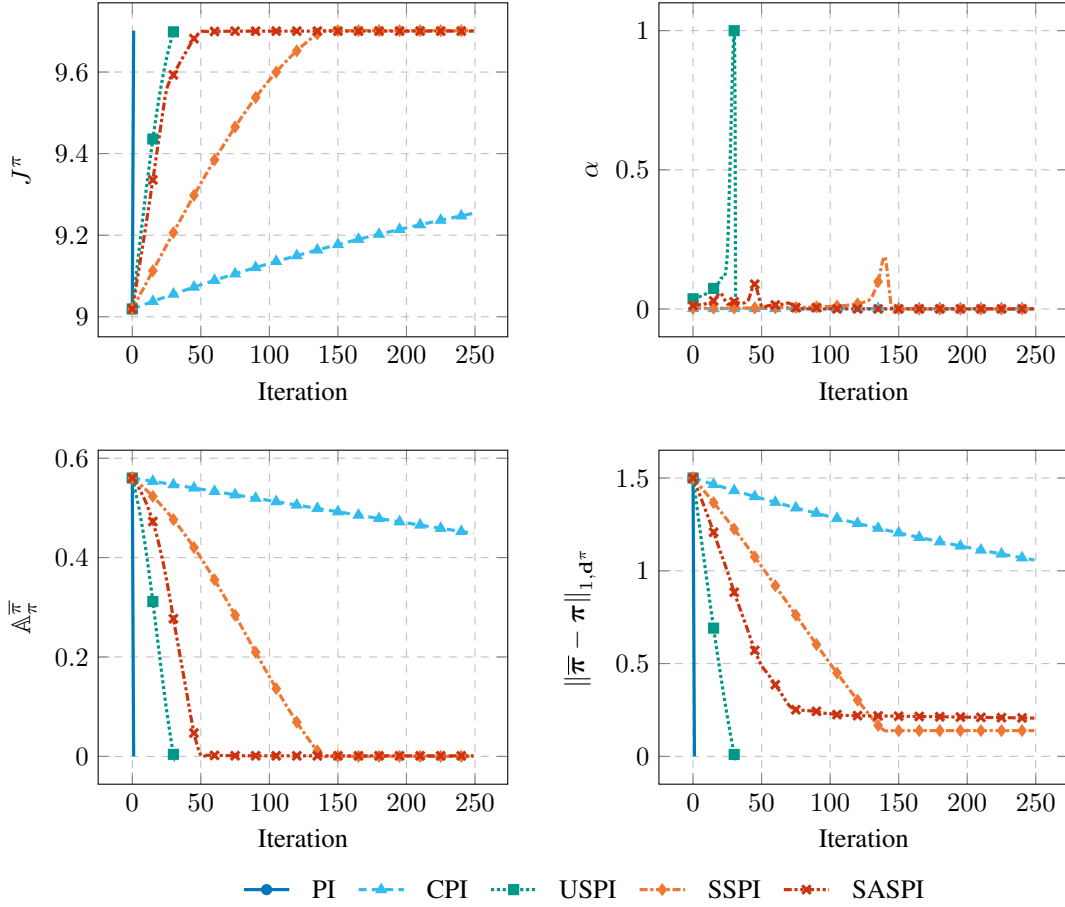 9.6
9.4
9.2
9
0 50 100 150 200 250
J^π
Iteration
1
0.5
0
0 50 100 150 200 250
α
Iteration
0.6
0.4
0.2
0
0 50 100 150 200 250
𝔸_π^π̅
Iteration
1.5
1
0.5
0
0 50 100 150 200 250
‖π̅ − π‖_{1,d^π}
Iteration
PI CPI USPI SSPI SASPI